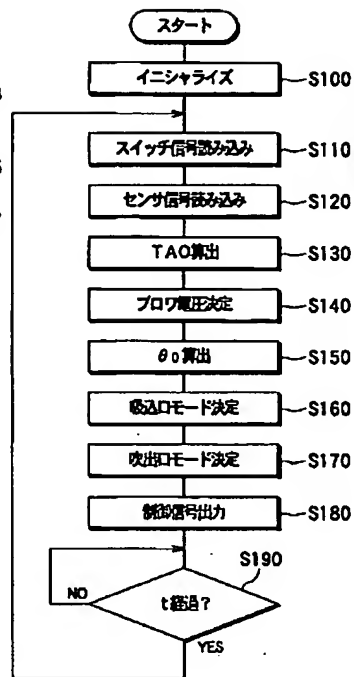 スタート
イニシャライズ S100
スイッチ信号読み込み S110
センサ信号読み込み S120
TAO算出 S130
ブロワ電圧決定 S140
θ0算出 S150
吸込口モード決定 S160
吹出口モード決定 S170
制御信号出力 S180
S190
t経過?
NO
YES